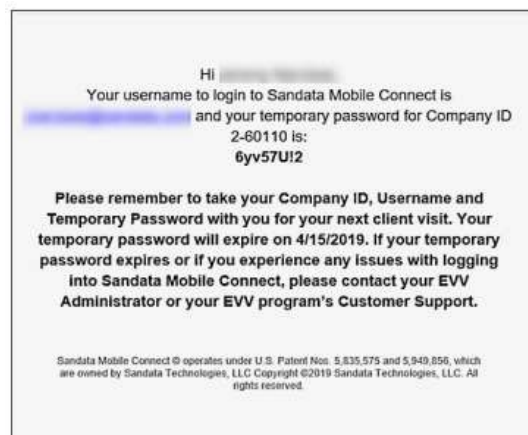 Hi
Your username to login to Sandata Mobile Connect is
and your temporary password for Company ID
2-60110 is:
6yv57U!2
Please remember to take your Company ID, Username and
Temporary Password with you for your next client visit. Your
temporary password will expire on 4/15/2019. If your temporary
password expires or if you experience any issues with logging
into Sandata Mobile Connect, please contact your EVV
Administrator or your EVV program's Customer Support.
Sandata Mobile Connect © operates under U.S. Patent Nos. 5,835,575 and 5,949,856, which
are owned by Sandata Technologies, LLC Copyright ©2019 Sandata Technologies, LLC. All
rights reserved.